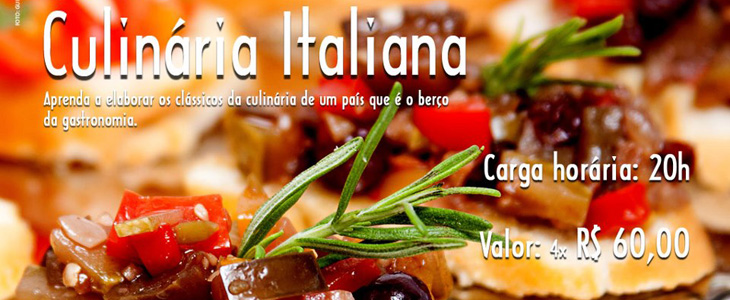 Culinária Italiana
Aprenda a elaborar os clássicos da culinária de um país que é o berço
da gastronomia.
Carga horária: 20h
Valor: 4x R$ 60,00